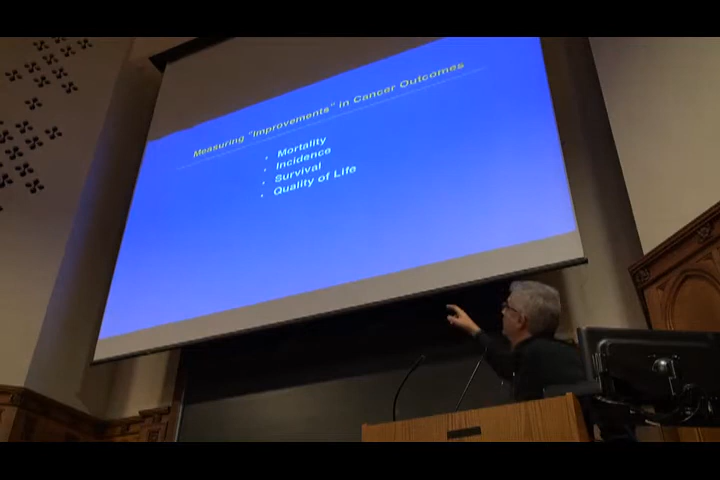 Measuring "Improvements" in Cancer Outcomes
• Mortality
• Incidence
• Survival
• Quality of Life